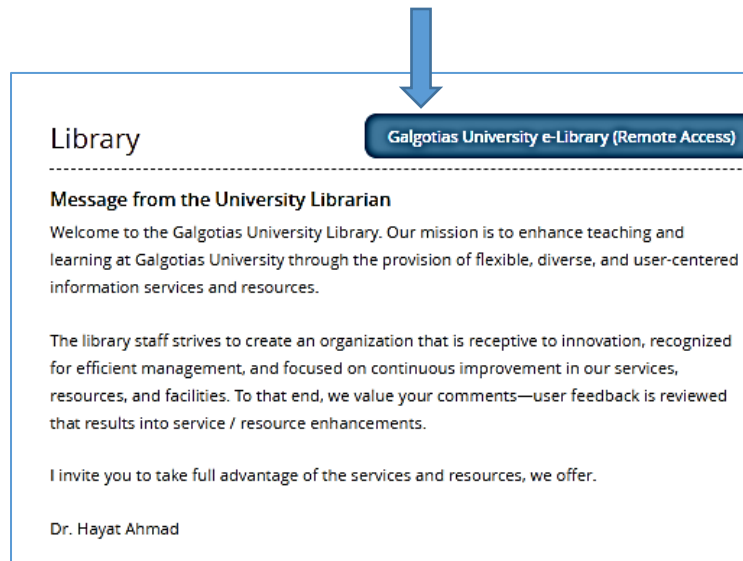 Library
Galgotias University e-Library (Remote Access)
Message from the University Librarian
Welcome to the Galgotias University Library. Our mission is to enhance teaching and
learning at Galgotias University through the provision of flexible, diverse, and user-centered
information services and resources.
The library staff strives to create an organization that is receptive to innovation, recognized
for efficient management, and focused on continuous improvement in our services,
resources, and facilities. To that end, we value your comments—user feedback is reviewed
that results into service / resource enhancements.
I invite you to take full advantage of the services and resources, we offer.
Dr. Hayat Ahmad